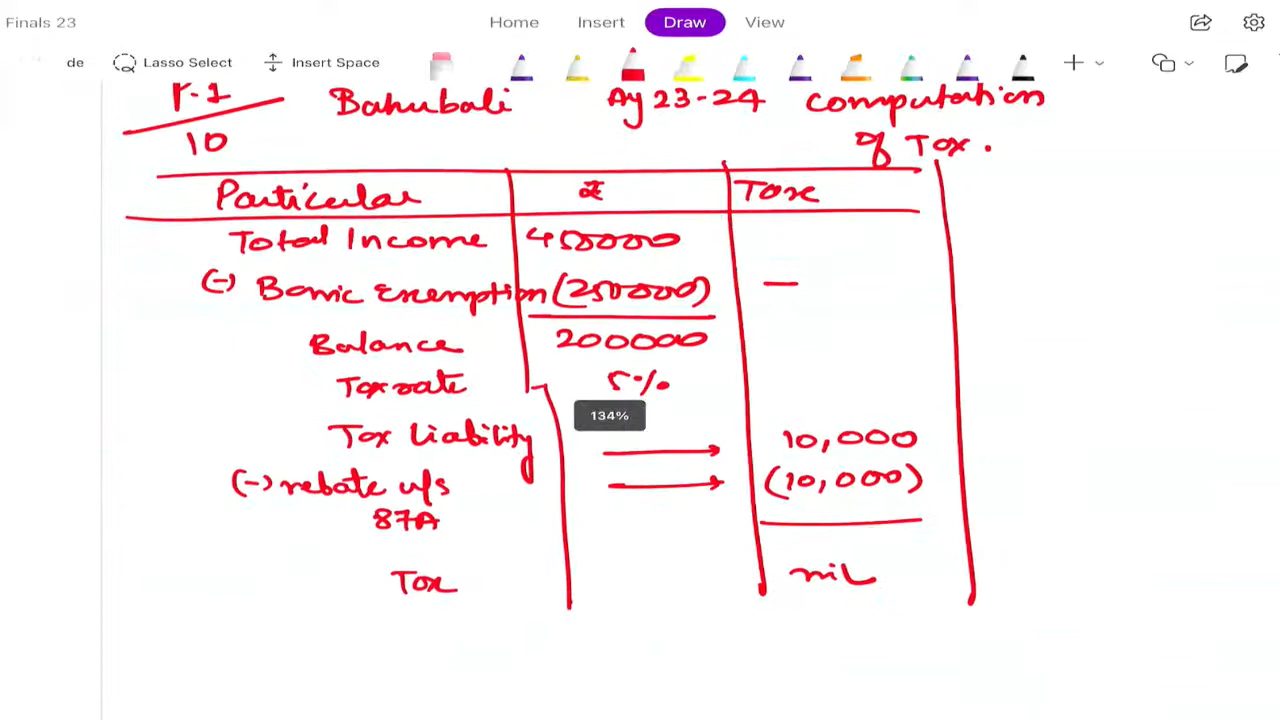 Finals 23 Home Insert Draw View
de Lasso Select Insert Space
P-1/10 Bahubali Ay 23-24 Computation of Tax.
Particular ₹ Tax
Total Income 450000
(-) Basic Exemption (250000) —
Balance 200000
Tax rate 5%
134%
Tax Liability → 10,000
(-) rebate u/s 87A → (10,000)
Tax nil